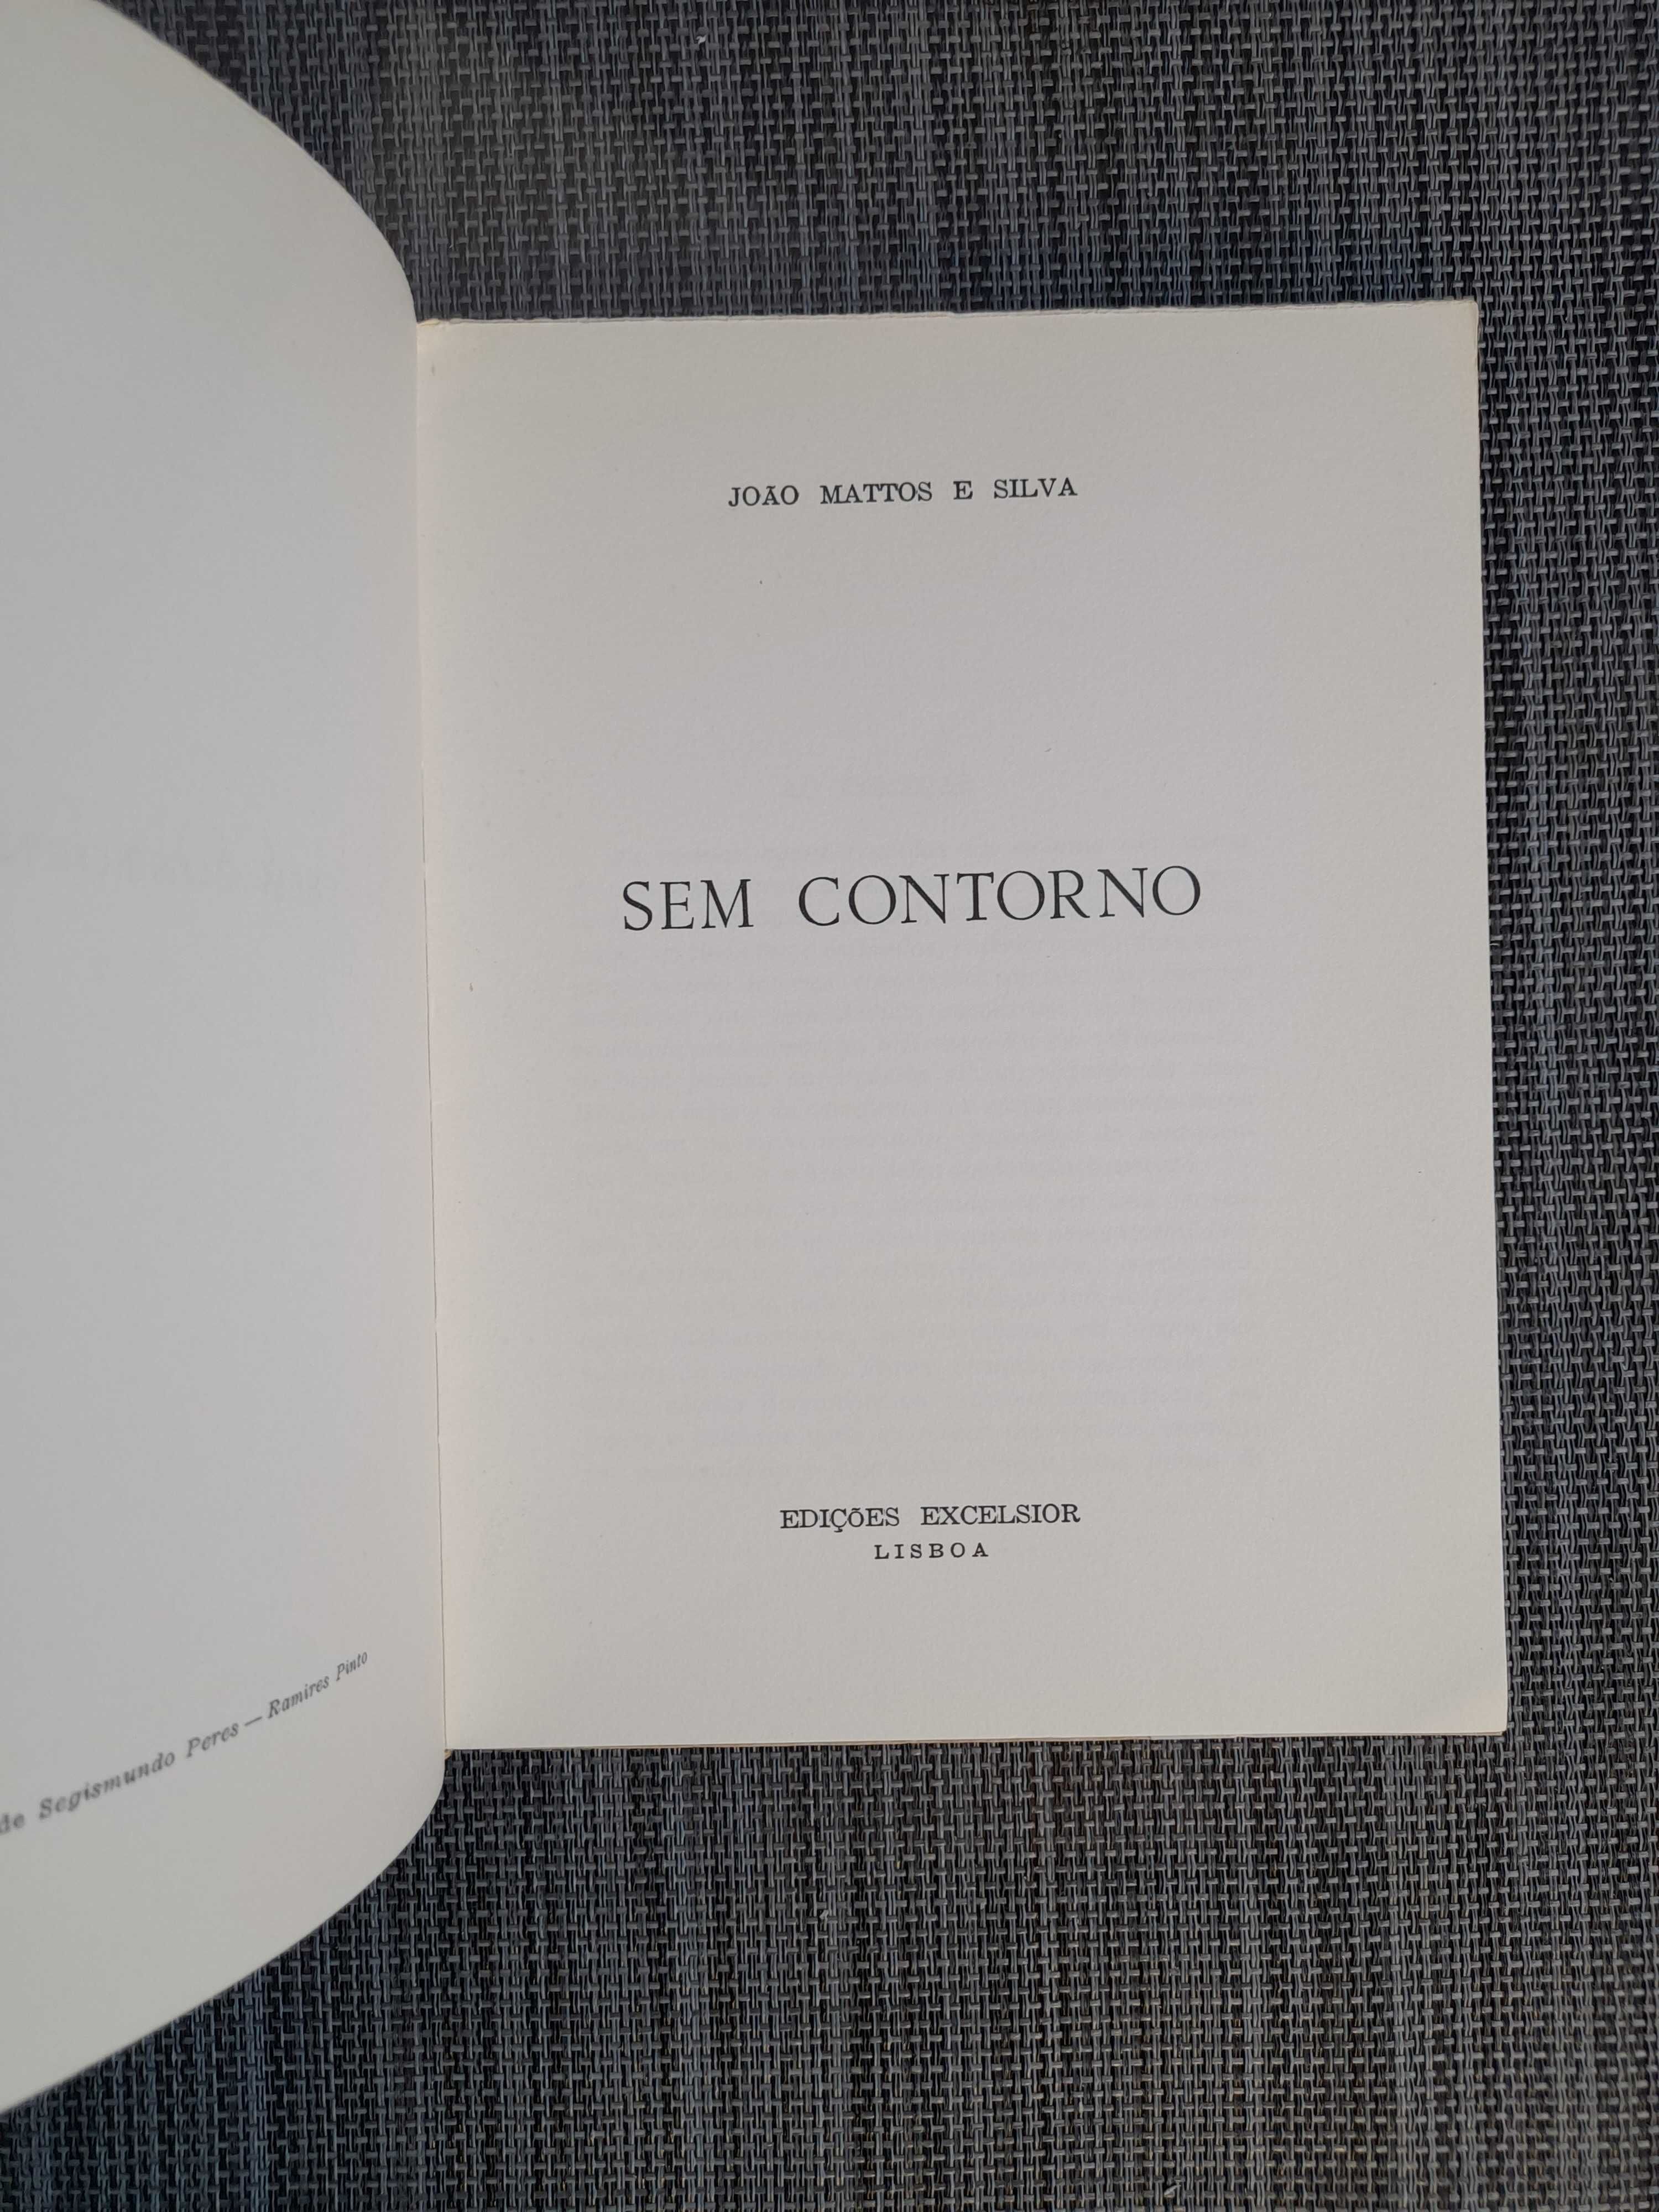 de Segismundo Peres — Ramires Pinto
JOÃO MATTOS E SILVA
SEM CONTORNO
EDIÇÕES EXCELSIOR
LISBOA